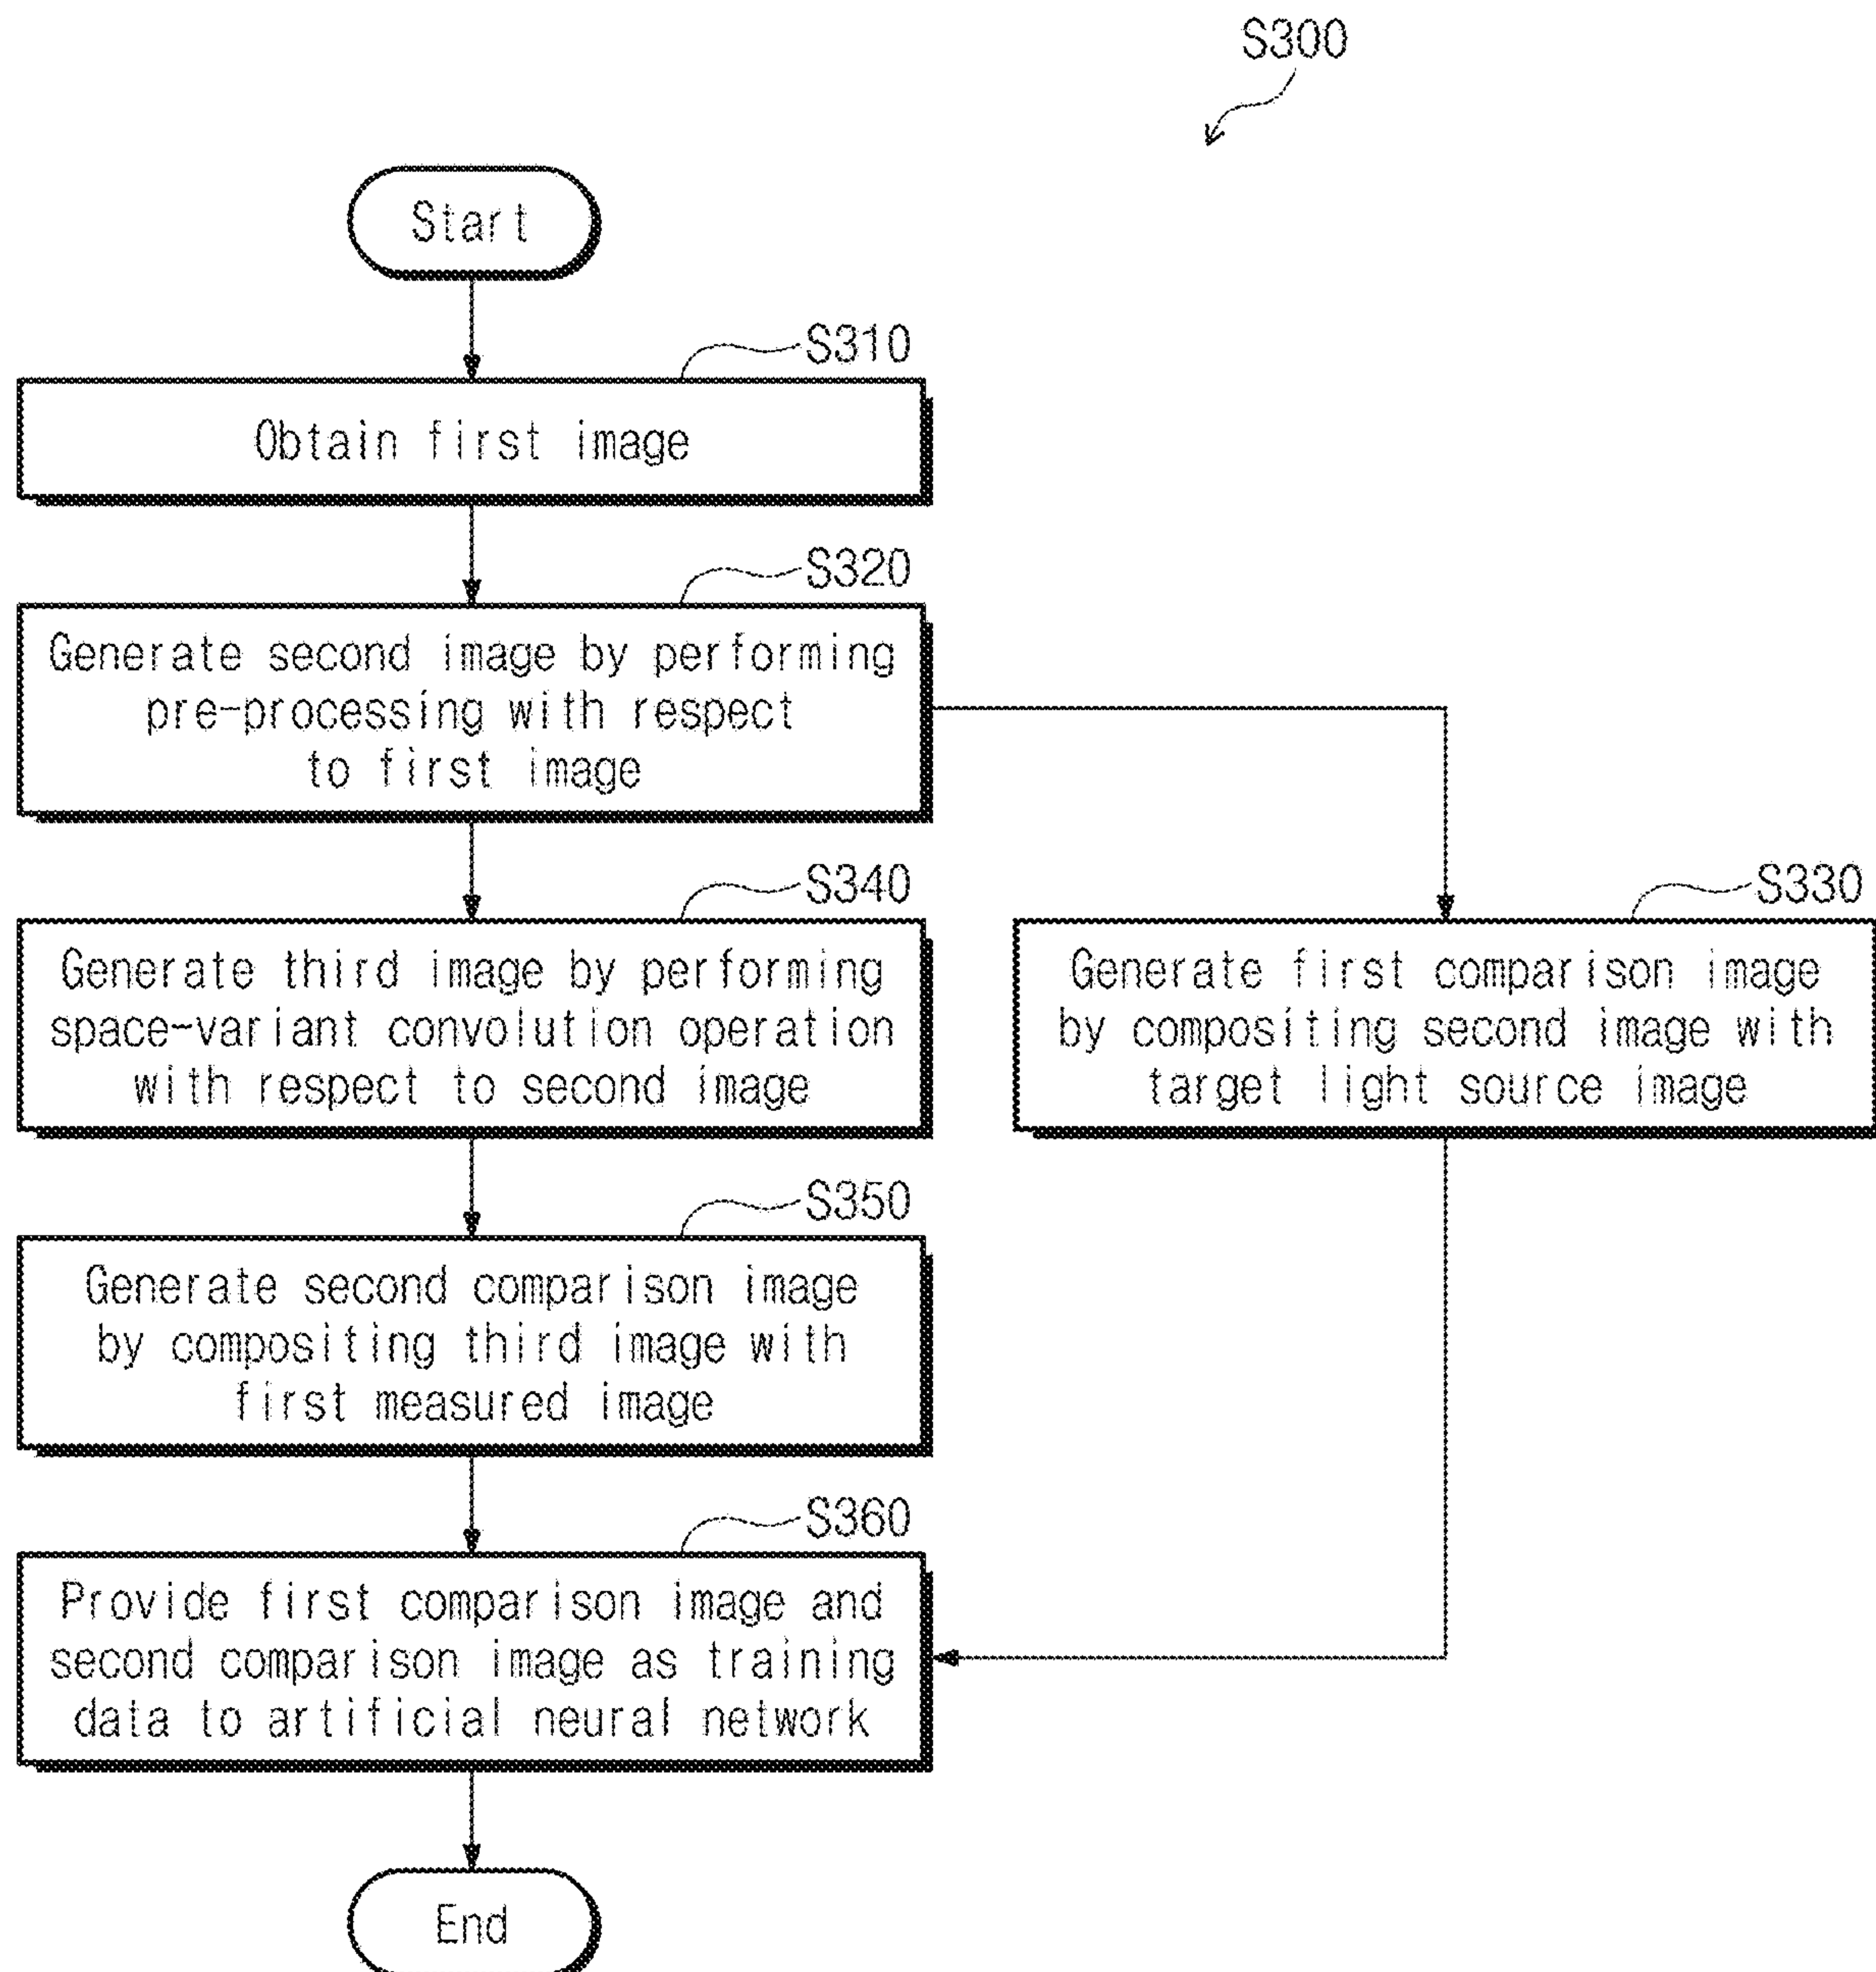 S300
Start
S310
Obtain first image
S320
Generate second image by performing
pre-processing with respect
to first image
S340
Generate third image by performing
space-variant convolution operation
with respect to second image
S330
Generate first comparison image
by compositing second image with
target light source image
S350
Generate second comparison image
by compositing third image with
first measured image
S360
Provide first comparison image and
second comparison image as training
data to artificial neural network
End